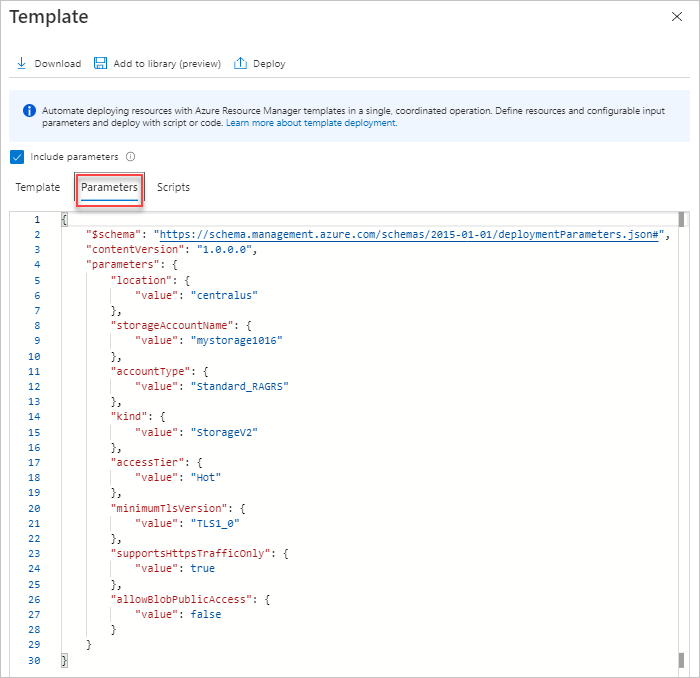 Template
Download Add to library (preview) Deploy
Automate deploying resources with Azure Resource Manager templates in a single, coordinated operation. Define resources and configurable input
parameters and deploy with script or code. Learn more about template deployment.
Include parameters
Template Parameters Scripts
1 {
2 "$schema": "https://schema.management.azure.com/schemas/2015-01-01/deploymentParameters.json#",
3 "contentVersion": "1.0.0.0",
4 "parameters": {
5 "location": {
6 "value": "centralus"
7 },
8 "storageAccountName": {
9 "value": "mystorage1016"
10 },
11 "accountType": {
12 "value": "Standard_RAGRS"
13 },
14 "kind": {
15 "value": "StorageV2"
16 },
17 "accessTier": {
18 "value": "Hot"
19 },
20 "minimumTlsVersion": {
21 "value": "TLS1_0"
22 },
23 "supportsHttpsTrafficOnly": {
24 "value": true
25 },
26 "allowBlobPublicAccess": {
27 "value": false
28 }
29 }
30 }